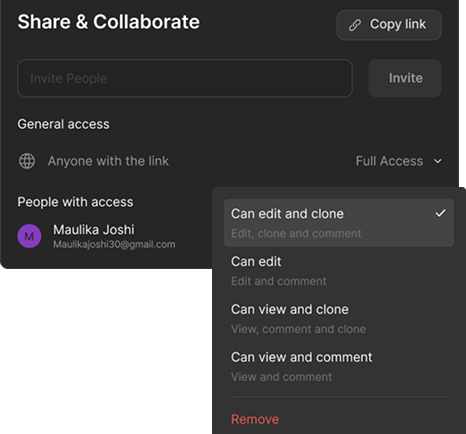 Share & Collaborate
Copy link
Invite People
Invite
General access
Anyone with the link
Full Access
People with access
M
Maulika Joshi
Maulikajoshi30@gmail.com
Can edit and clone
Edit, clone and comment
Can edit
Edit and comment
Can view and clone
View, comment and clone
Can view and comment
View and comment
Remove